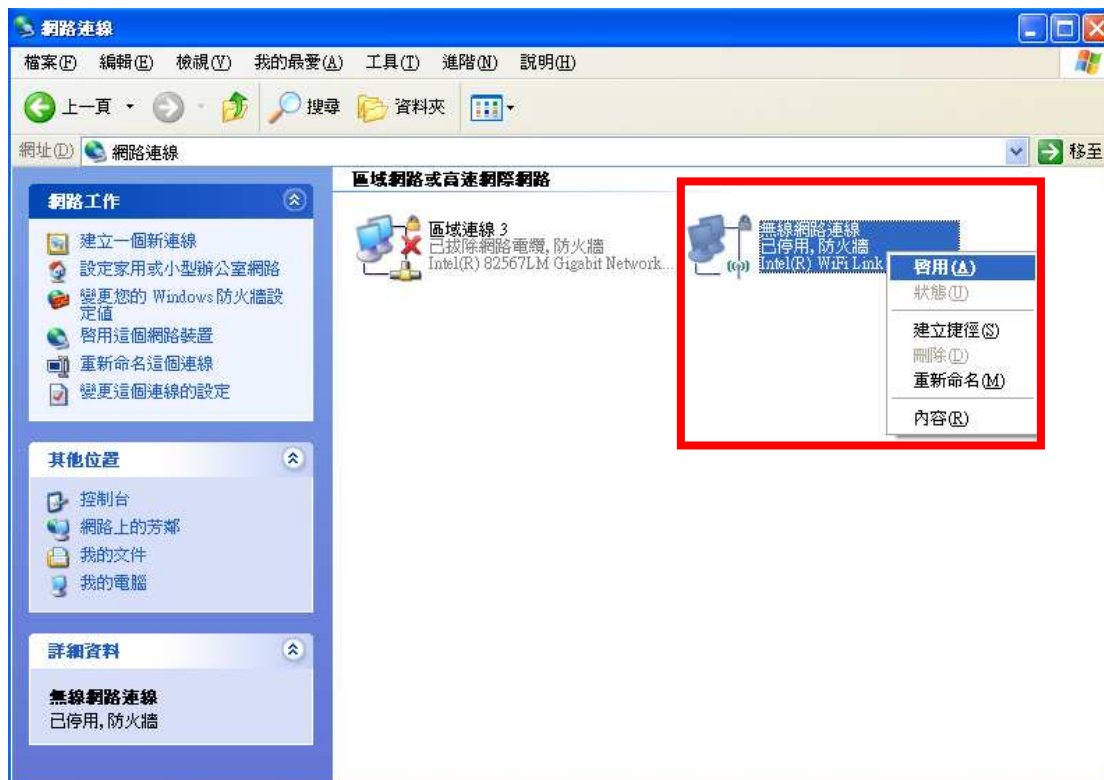 網路連線
檔案(F) 編輯(E) 檢視(V) 我的最愛(A) 工具(T) 進階(N) 說明(H)
上一頁 搜尋 資料夾
網址(D) 網路連線 移至
網路工作
建立一個新連線
設定家用或小型辦公室網路
變更您的 Windows 防火牆設
定值
啓用這個網路裝置
重新命名這個連線
變更這個連線的設定
其他位置
控制台
網路上的芳鄰
我的文件
我的電腦
詳細資料
無線網路連線
已停用, 防火牆
區域網路或高速網際網路
區域連線 3
已拔除網路電纜, 防火牆
Intel(R) 82567LM Gigabit Network...
無線網路連線
已停用, 防火牆
Intel(R) WiFi Link
啓用(A)
狀態(U)
建立捷徑(S)
刪除(D)
重新命名(M)
內容(R)